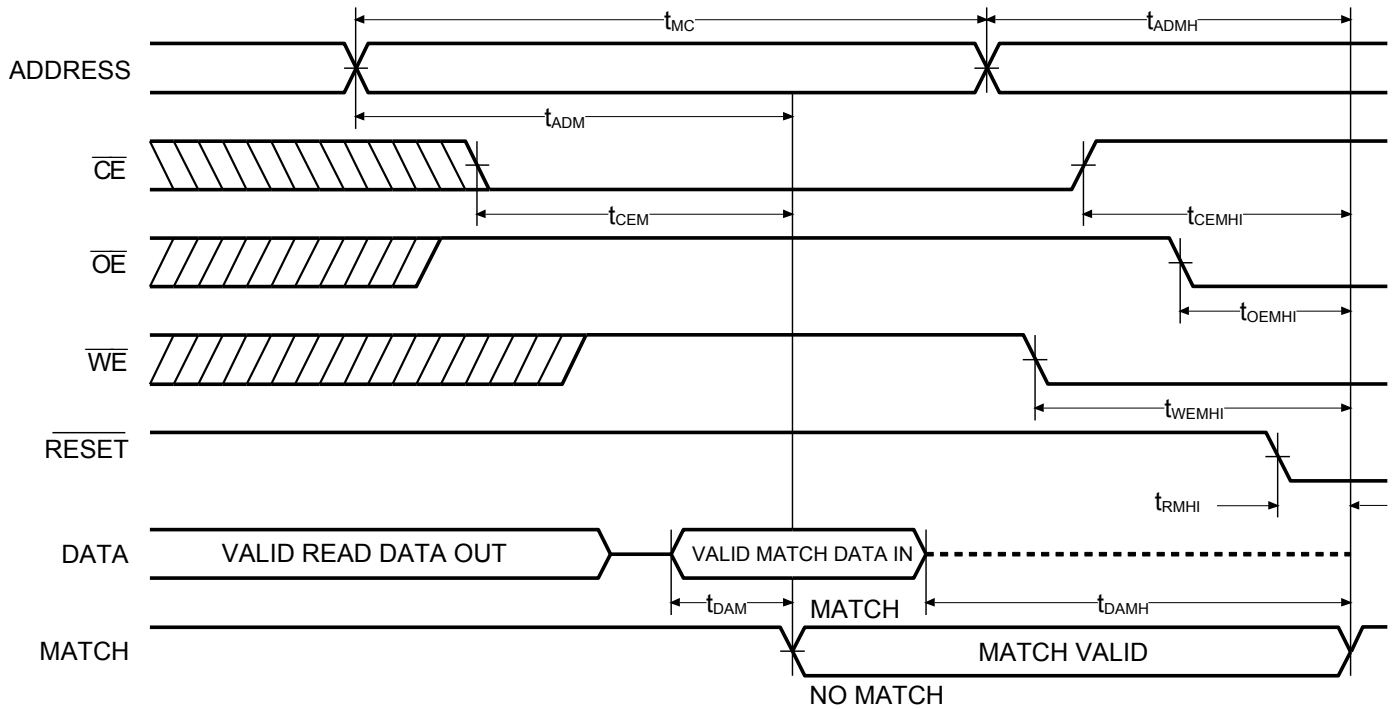 tMC tADMH
ADDRESS
tADM
CE
tCEM tCEMHI
OE
tOEMHI
WE
tWEMHI
RESET
tRMHI
DATA VALID READ DATA OUT VALID MATCH DATA IN
tDAM MATCH tDAMH
MATCH MATCH VALID
NO MATCH